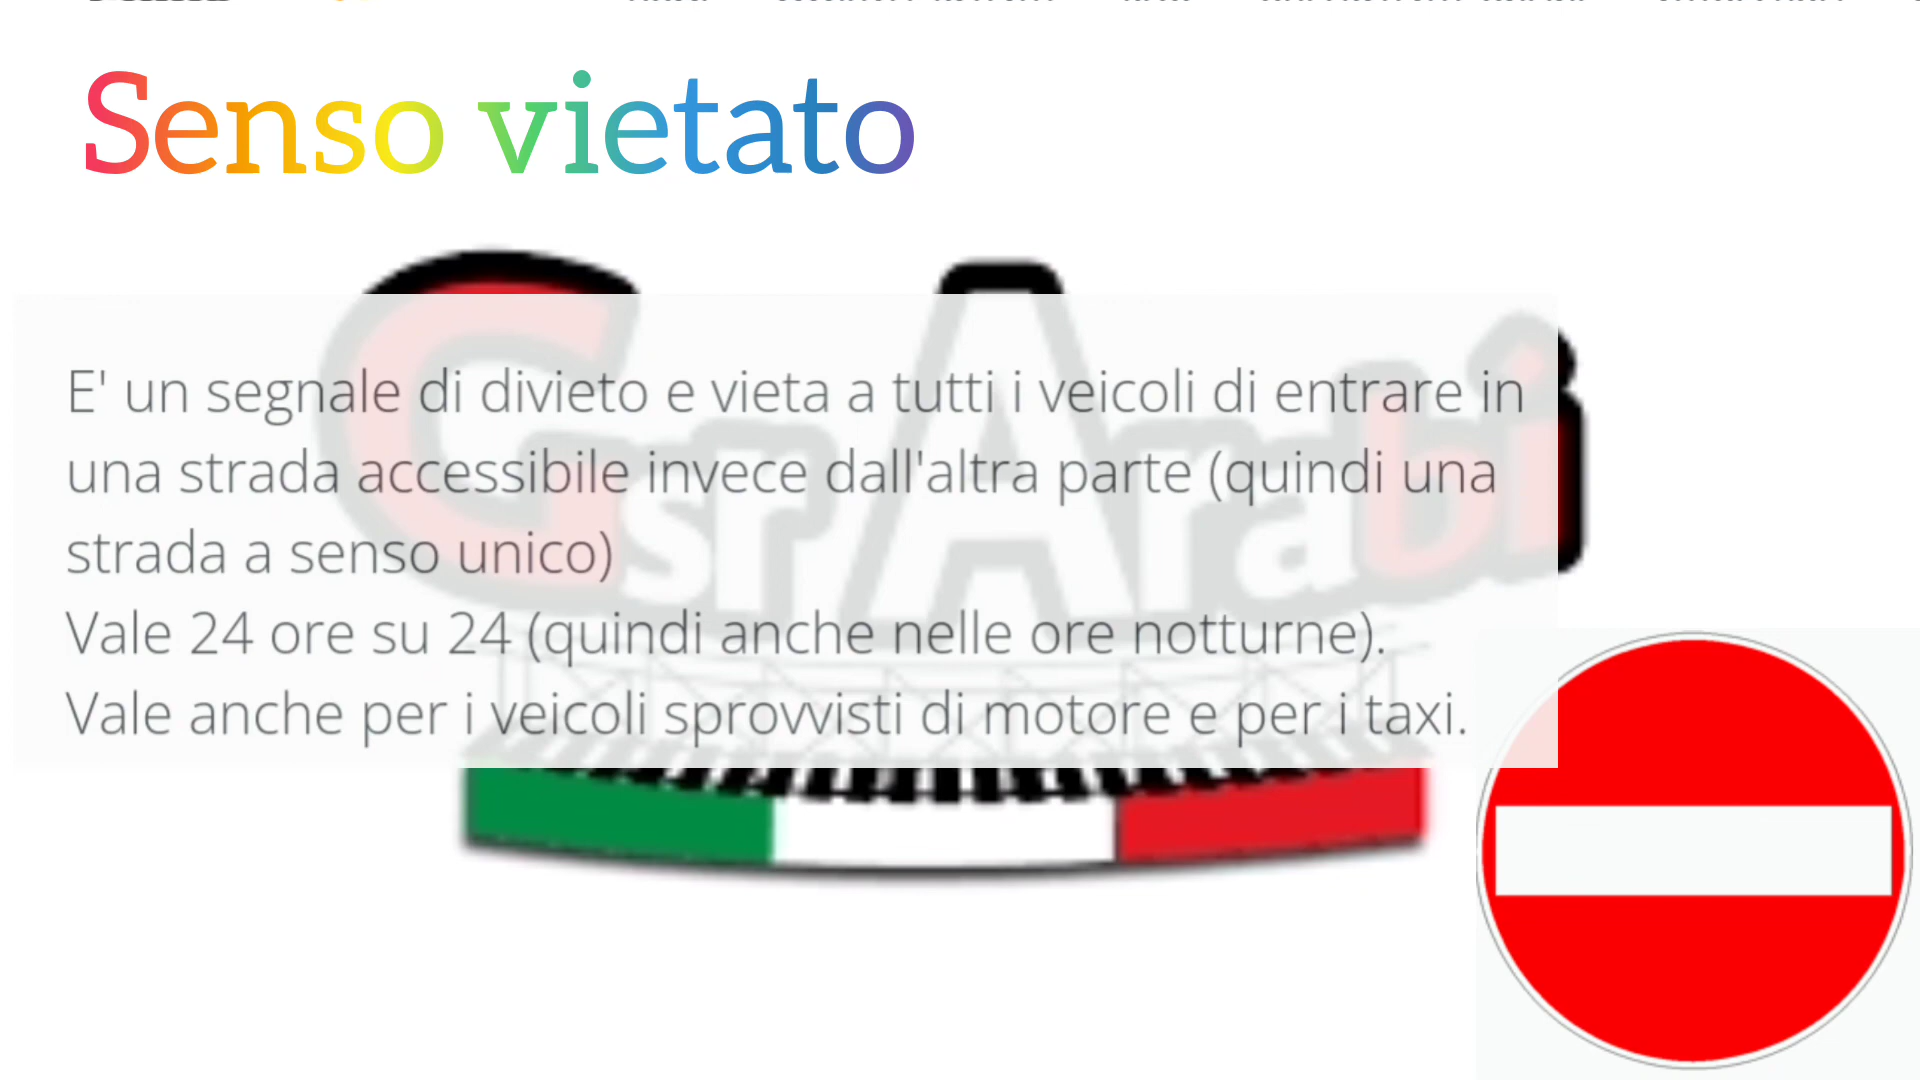 Senso vietato
GsrArabi
E' un segnale di divieto e vieta a tutti i veicoli di entrare in
una strada accessibile invece dall'altra parte (quindi una
strada a senso unico)
Vale 24 ore su 24 (quindi anche nelle ore notturne).
Vale anche per i veicoli sprovvisti di motore e per i taxi.